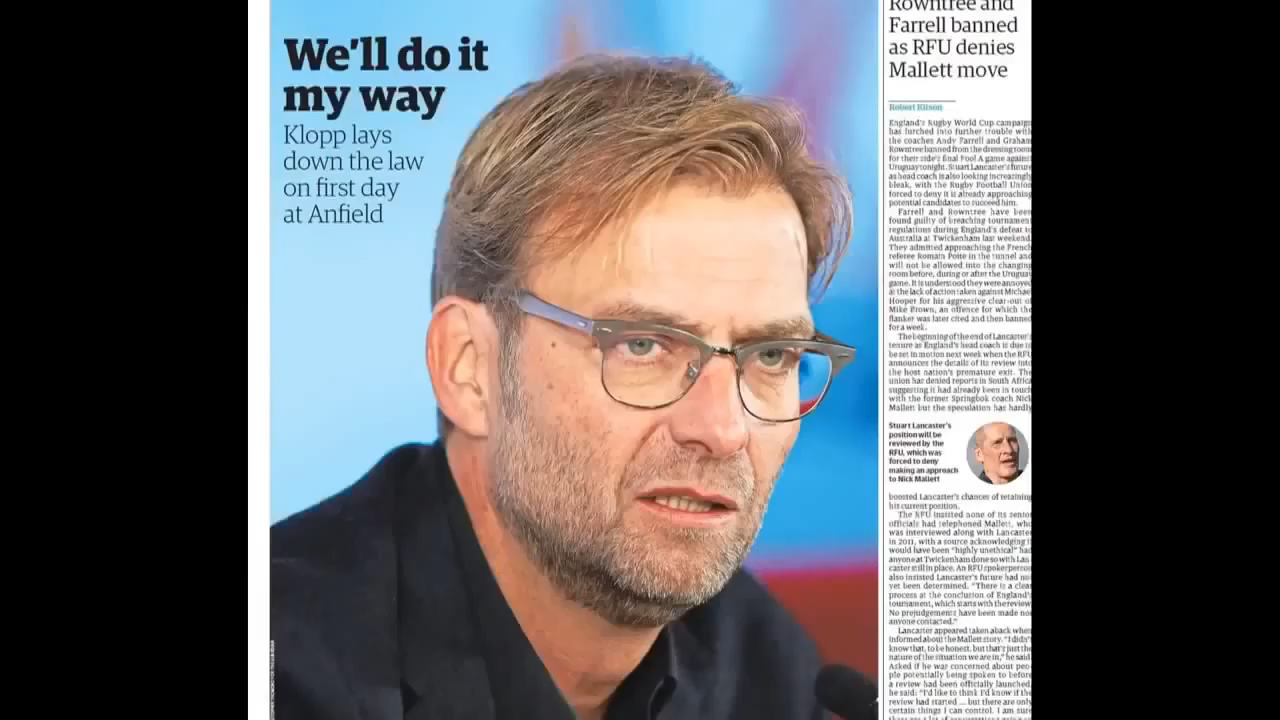 We'll do it
my way
Klopp lays
down the law
on first day
at Anfield
Rowntree and
Farrell banned
as RFU denies
Mallett move
Robert Kitson
England's Rugby World Cup campaign
has lurched into further trouble with
the coaches Andy Farrell and Graham
Rowntree banned from the dressing room
for their side's final Pool A game against
Uruguay tonight. Stuart Lancaster's future
as head coach is also looking increasingly
bleak, with the Rugby Football Union
forced to deny it is already approaching
potential candidates to succeed him.
Farrell and Rowntree have been
found guilty of breaching tournament
regulations during England's defeat to
Australia at Twickenham last weekend.
They admitted approaching the French
referee Romain Poite in the tunnel and
will not be allowed into the changing
room before, during or after the Uruguay
game. It is understood they were annoyed
at the lack of action taken against Michael
Hooper for his aggressive clear-out of
Mike Brown, an offence for which the
flanker was later cited and then banned
for a week.
The beginning of the end of Lancaster's
tenure as England's head coach is due to
be set in motion next week when the RFU
announces the details of its review into
the host nation's premature exit. The
union has denied reports in South Africa
suggesting it had already been in touch
with the former Springbok coach Nick
Mallett but the speculation has hardly
Stuart Lancaster's
position will be
reviewed by the
RFU, which was
forced to deny
making an approach
to Nick Mallett
boosted Lancaster's chances of retaining
his current position.
The RFU insisted none of its senior
officials had telephoned Mallett, who
was interviewed along with Lancaster
in 2011, with a source acknowledging it
would have been "highly unethical" had
anyone at Twickenham done so with Lan-
caster still in place. An RFU spokesperson
also insisted Lancaster's future had not
yet been determined. "There is a clear
process at the conclusion of England's
tournament, which starts with the review.
No prejudgements have been made nor
anyone contacted."
Lancaster appeared taken aback when
informed about the Mallett story. "I didn't
know that, to be honest, but that's just the
nature of the situation we are in," he said.
Asked if he was concerned about peo-
ple potentially being spoken to before
a review had been officially launched,
he said: "I'd like to think I'd know if the
review had started ... but there are only
certain things I can control. I am sure